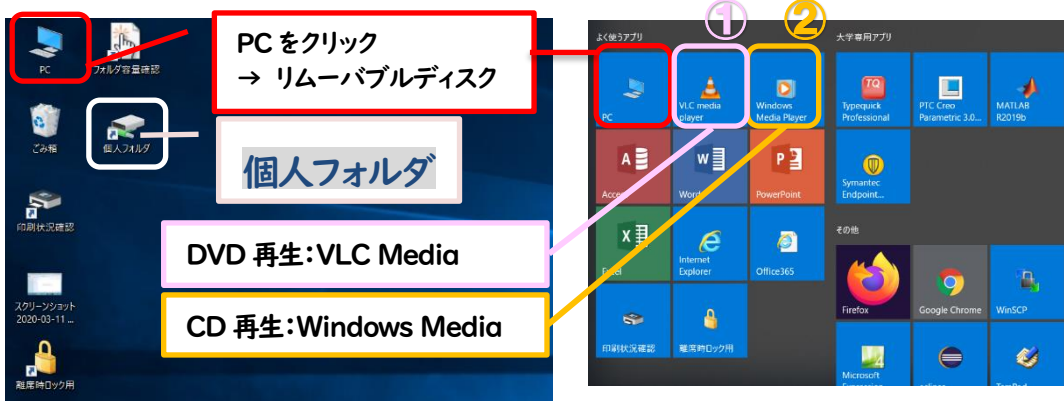 PC
フォルダ容量確認
ごみ箱
個人フォルダ
印刷状況確認
スクリーンショット
2020-03-11 ...
離席時ロック用
PCをクリック
→ リムーバブルディスク
個人フォルダ
DVD 再生：VLC Media
CD 再生：Windows Media
①
②
よく使うアプリ
PC
VLC media
player
Windows
Media Player
Access
Word
PowerPoint
Excel
Internet
Explorer
Office365
印刷状況確認
離席時ロック用
大学専用アプリ
TQ
Typequick
Professional
PTC Creo
Parametric 3.0...
MATLAB
R2019b
Symantec
Endpoint...
その他
Firefox
Google Chrome
WinSCP
Microsoft